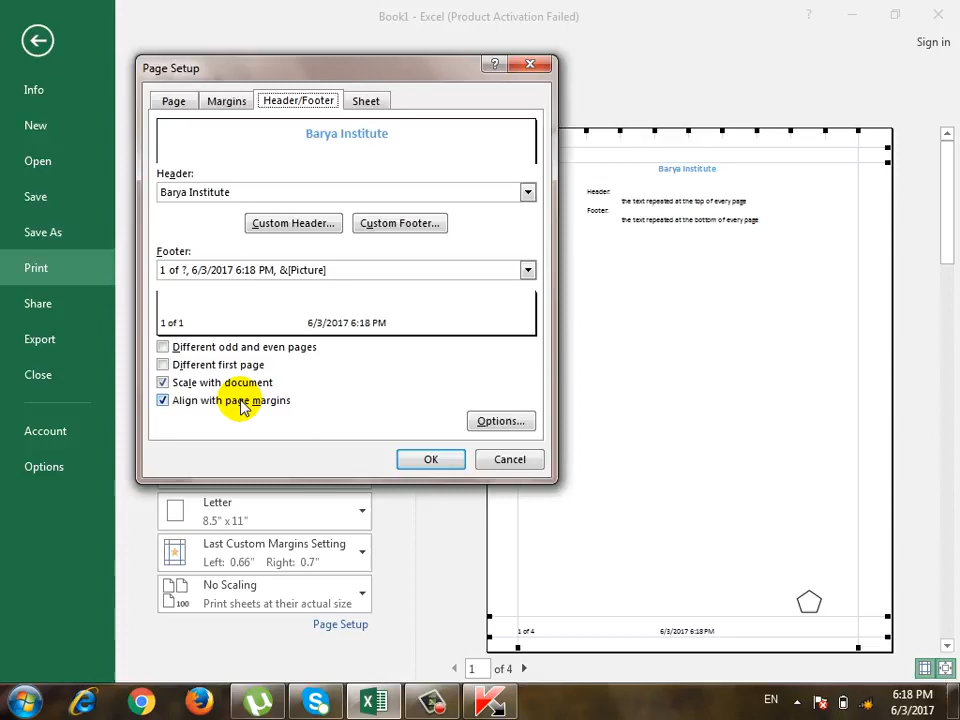 Book1 - Excel (Product Activation Failed)
Sign in
Info
New
Open
Save
Save As
Print
Share
Export
Close
Account
Options
Page Setup
Page
Margins
Header/Footer
Sheet
Barya Institute
Header:
Barya Institute
Custom Header...
Custom Footer...
Footer:
1 of ?, 6/3/2017 6:18 PM, &[Picture]
1 of 1
6/3/2017 6:18 PM
Different odd and even pages
Different first page
Scale with document
Align with page margins
Options...
OK
Cancel
Letter
8.5" x 11"
Last Custom Margins Setting
Left: 0.66" Right: 0.7"
No Scaling
100
Print sheets at their actual size
Page Setup
Barya Institute
Header:
the text repeated at the top of every page
Footer:
the text repeated at the bottom of every page
1 of 4
6/3/2017 6:18 PM
1
of 4
EN
6:18 PM
6/3/2017